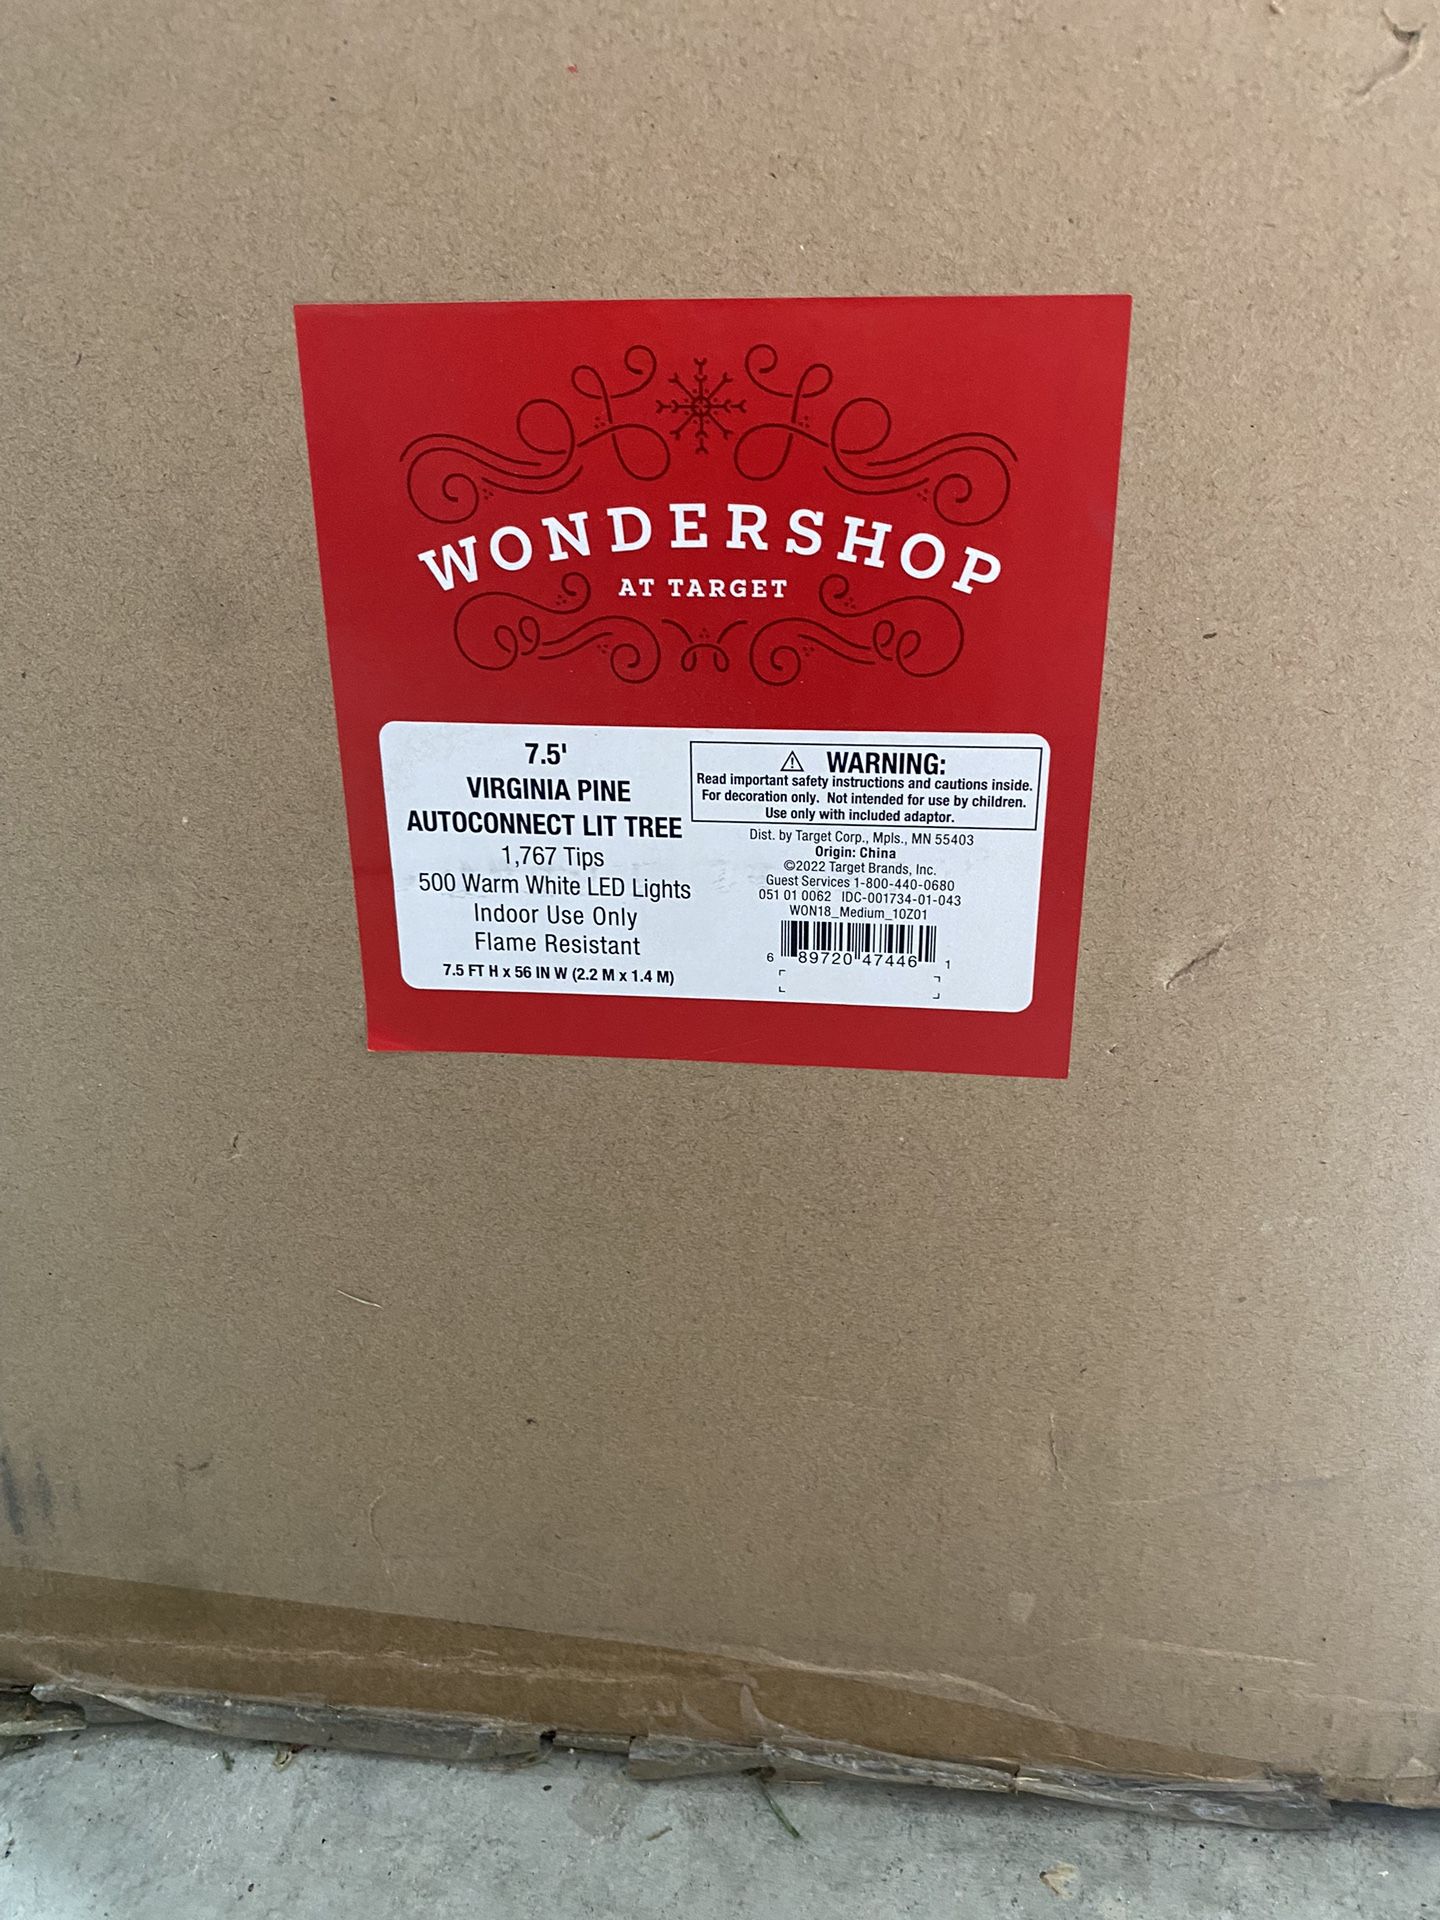 WONDERSHOP
AT TARGET
7.5'
VIRGINIA PINE
AUTOCONNECT LIT TREE
1,767 Tips
500 Warm White LED Lights
Indoor Use Only
Flame Resistant
7.5 FT H x 56 IN W (2.2 M x 1.4 M)
⚠ WARNING:
Read important safety instructions and cautions inside.
For decoration only. Not intended for use by children.
Use only with included adaptor.
Dist. by Target Corp., Mpls., MN 55403
Origin: China
©2022 Target Brands, Inc.
Guest Services 1-800-440-0680
051 01 0062 IDC-001734-01-043
WON18_Medium_10Z01
6 89720 47446 1